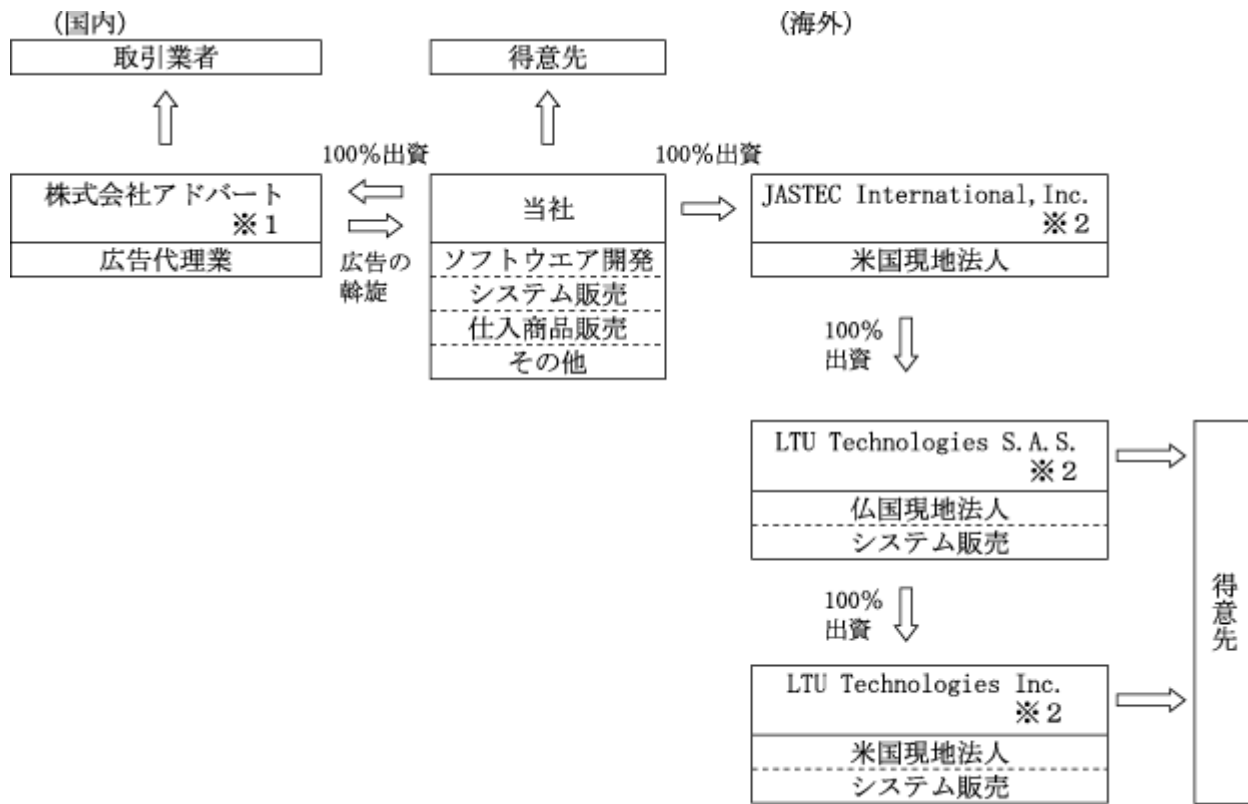 (国内)
(海外)
取引業者
得意先
100%出資
100%出資
株式会社アドバート
※1
広告代理業
広告の
斡旋
当社
ソフトウエア開発
システム販売
仕入商品販売
その他
JASTEC International,Inc.
※2
米国現地法人
100%
出資
LTU Technologies S.A.S.
※2
仏国現地法人
システム販売
100%
出資
LTU Technologies Inc.
※2
米国現地法人
システム販売
得意先